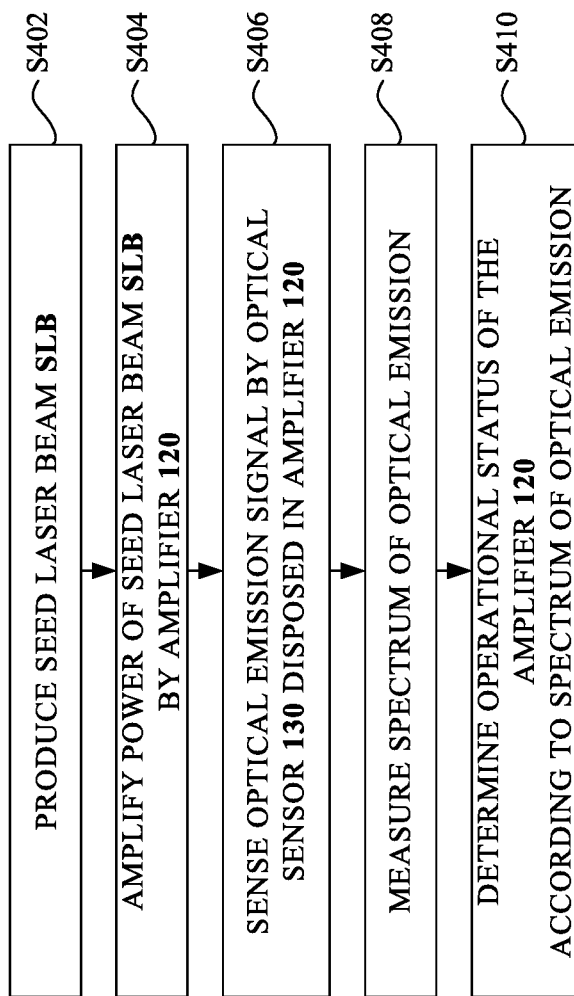 PRODUCE SEED LASER BEAM SLB
S402
AMPLIFY POWER OF SEED LASER BEAM SLB
BY AMPLIFIER 120
S404
SENSE OPTICAL EMISSION SIGNAL BY OPTICAL
SENSOR 130 DISPOSED IN AMPLIFIER 120
S406
MEASURE SPECTRUM OF OPTICAL EMISSION
S408
DETERMINE OPERATIONAL STATUS OF THE
AMPLIFIER 120
ACCORDING TO SPECTRUM OF OPTICAL EMISSION
S410